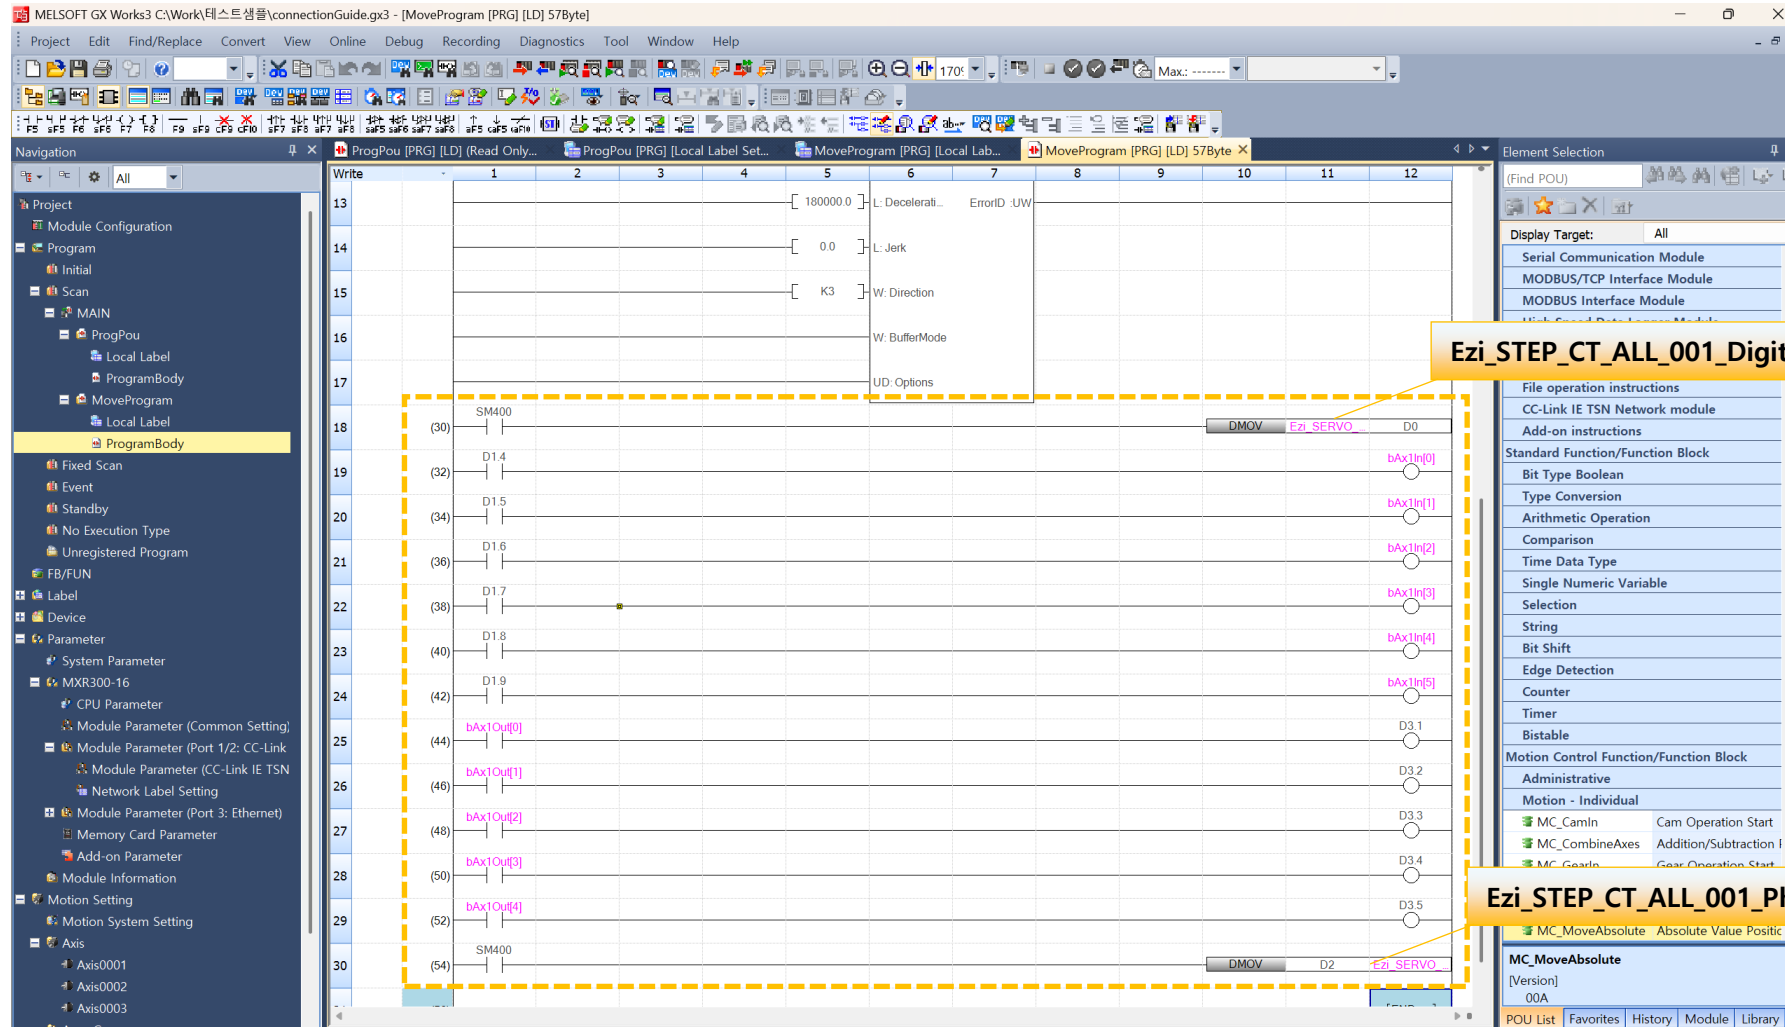 MELSOFT GX Works3 C:\Work\테스트샘플\connectionGuide.gx3 - [MoveProgram [PRG] [LD] 57Byte]
Project Edit Find/Replace Convert View Online Debug Recording Diagnostics Tool Window Help
Max.: -------
Navigation
All
Project
Module Configuration
Program
Initial
Scan
MAIN
ProgPou
Local Label
ProgramBody
MoveProgram
Local Label
ProgramBody
Fixed Scan
Event
Standby
No Execution Type
Unregistered Program
FB/FUN
Label
Device
Parameter
System Parameter
MXR300-16
CPU Parameter
Module Parameter (Common Setting)
Module Parameter (Port 1/2: CC-Link
Module Parameter (CC-Link IE TSN
Network Label Setting
Module Parameter (Port 3: Ethernet)
Memory Card Parameter
Add-on Parameter
Module Information
Motion Setting
Motion System Setting
Axis
Axis0001
Axis0002
Axis0003
ProgPou [PRG] [LD] (Read Only...
ProgPou [PRG] [Local Label Set...
MoveProgram [PRG] [Local Lab...
MoveProgram [PRG] [LD] 57Byte
Write 1 2 3 4 5 6 7 8 9 10 11 12
13 180000.0 L: Decelerati... ErrorID :UW
14 0.0 L: Jerk
15 K3 W: Direction
16 W: BufferMode
17 UD: Options
SM400
18 (30) DMOV Ezi_SERVO_... D0
D1.4 bAx1In[0]
19 (32)
D1.5 bAx1In[1]
20 (34)
D1.6 bAx1In[2]
21 (36)
D1.7 bAx1In[3]
22 (38)
D1.8 bAx1In[4]
23 (40)
D1.9 bAx1In[5]
24 (42)
bAx1Out[0] D3.1
25 (44)
bAx1Out[1] D3.2
26 (46)
bAx1Out[2] D3.3
27 (48)
bAx1Out[3] D3.4
28 (50)
bAx1Out[4] D3.5
29 (52)
SM400
30 (54) DMOV D2 Ezi_SERVO_...
Ezi_STEP_CT_ALL_001_Digit
Ezi_STEP_CT_ALL_001_Ph
Element Selection
(Find POU)
Display Target: All
Serial Communication Module
MODBUS/TCP Interface Module
MODBUS Interface Module
High Speed Data Logger Module
File operation instructions
CC-Link IE TSN Network module
Add-on instructions
Standard Function/Function Block
Bit Type Boolean
Type Conversion
Arithmetic Operation
Comparison
Time Data Type
Single Numeric Variable
Selection
String
Bit Shift
Edge Detection
Counter
Timer
Bistable
Motion Control Function/Function Block
Administrative
Motion - Individual
MC_CamIn Cam Operation Start
MC_CombineAxes Addition/Subtraction
MC_GearIn Gear Operation Start
MC_MoveAbsolute Absolute Value Positic
MC_MoveAbsolute
[Version]
00A
POU List Favorites History Module Library